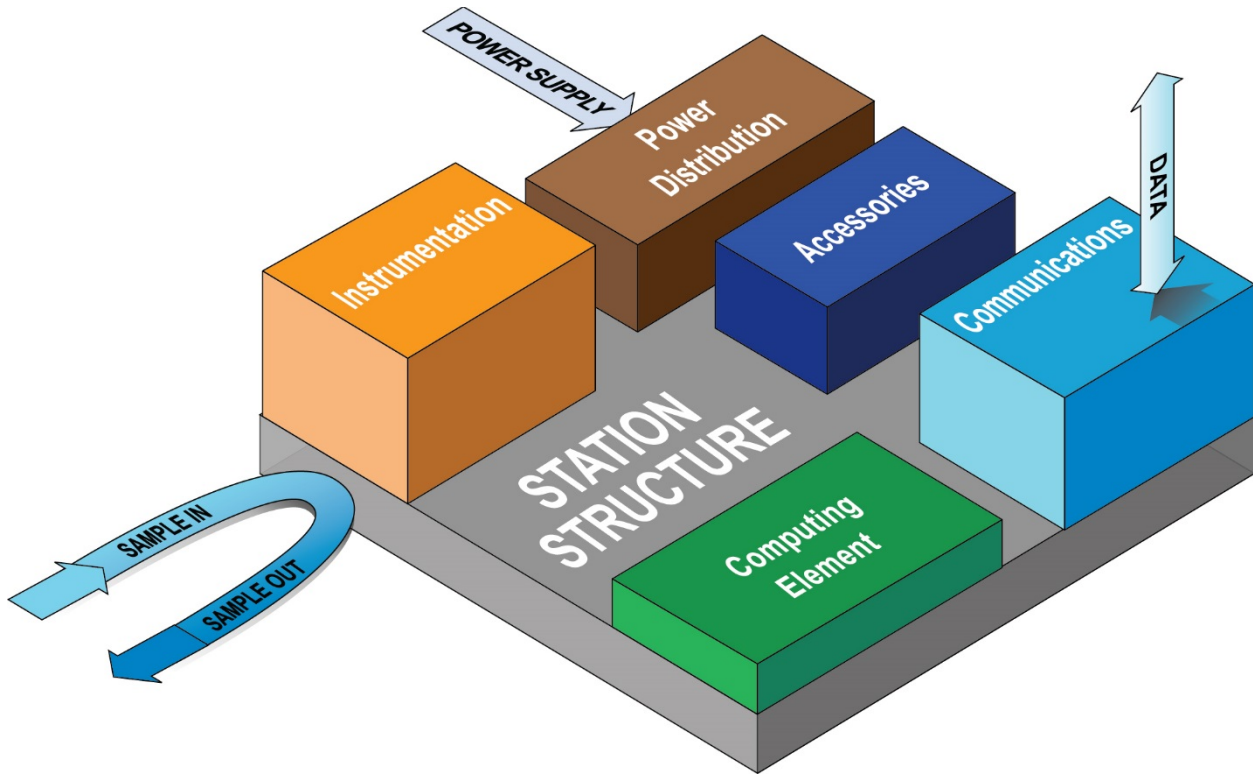 POWER SUPPLY
Power
Distribution
Accessories
Instrumentation
Communications
DATA
STATION
STRUCTURE
SAMPLE IN
SAMPLE OUT
Computing
Element